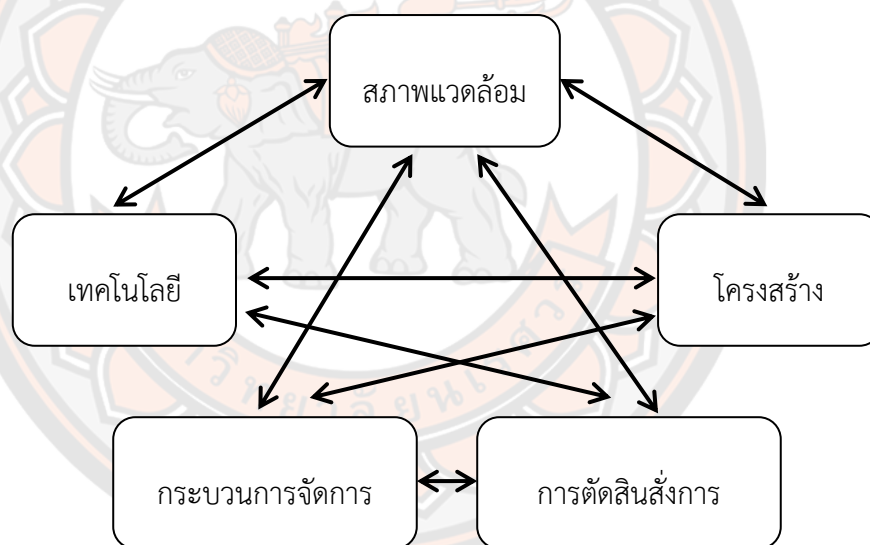 สภาพแวดล้อม
เทคโนโลยี
โครงสร้าง
กระบวนการจัดการ
การตัดสินสั่งการ